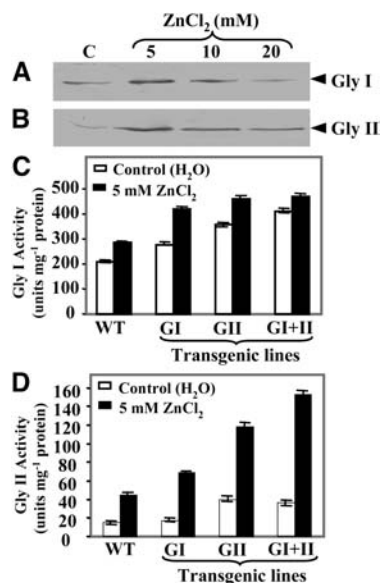 ZnCl2 (mM)
C 5 10 20
A Gly I
B Gly II
C
Control (H2O)
5 mM ZnCl2
Gly I Activity
(units mg-1 protein)
500
400
300
200
100
0
WT GI GII GI+II
Transgenic lines
D
Control (H2O)
5 mM ZnCl2
Gly II Activity
(units mg-1 protein)
160
140
120
100
80
60
40
20
0
WT GI GII GI+II
Transgenic lines